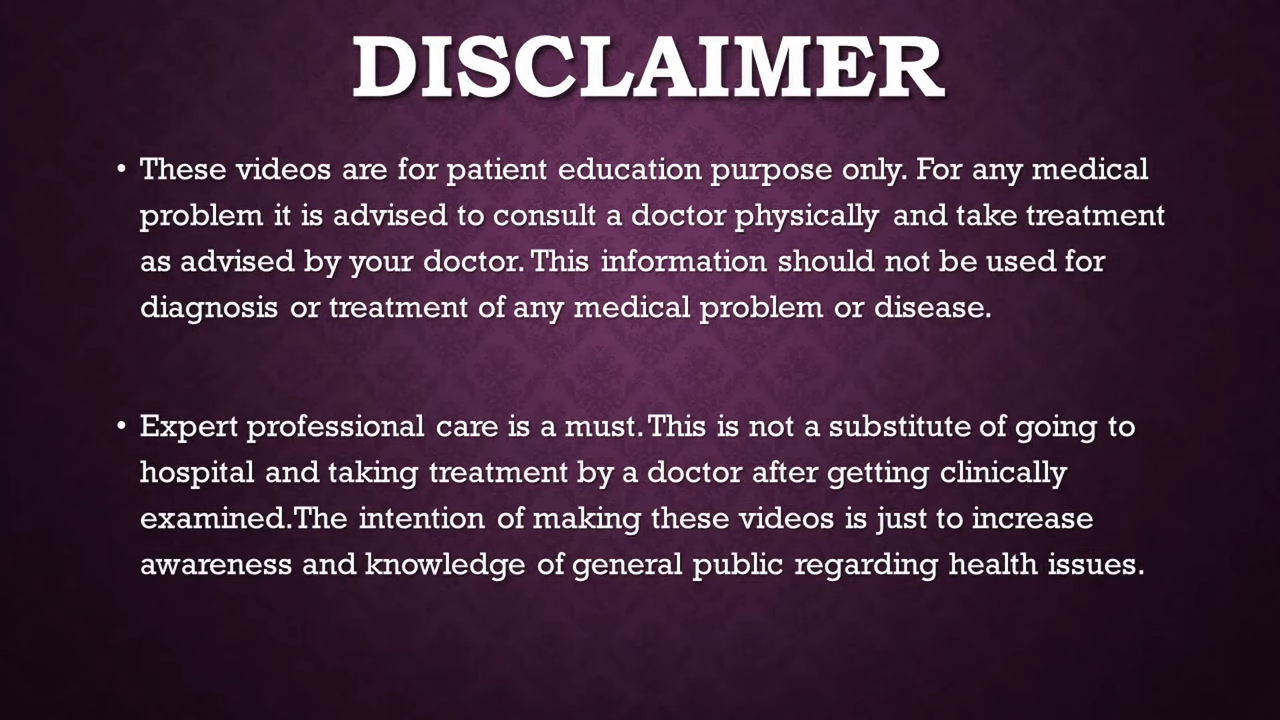 DISCLAIMER
• These videos are for patient education purpose only. For any medical
problem it is advised to consult a doctor physically and take treatment
as advised by your doctor. This information should not be used for
diagnosis or treatment of any medical problem or disease.
• Expert professional care is a must.This is not a substitute of going to
hospital and taking treatment by a doctor after getting clinically
examined.The intention of making these videos is just to increase
awareness and knowledge of general public regarding health issues.